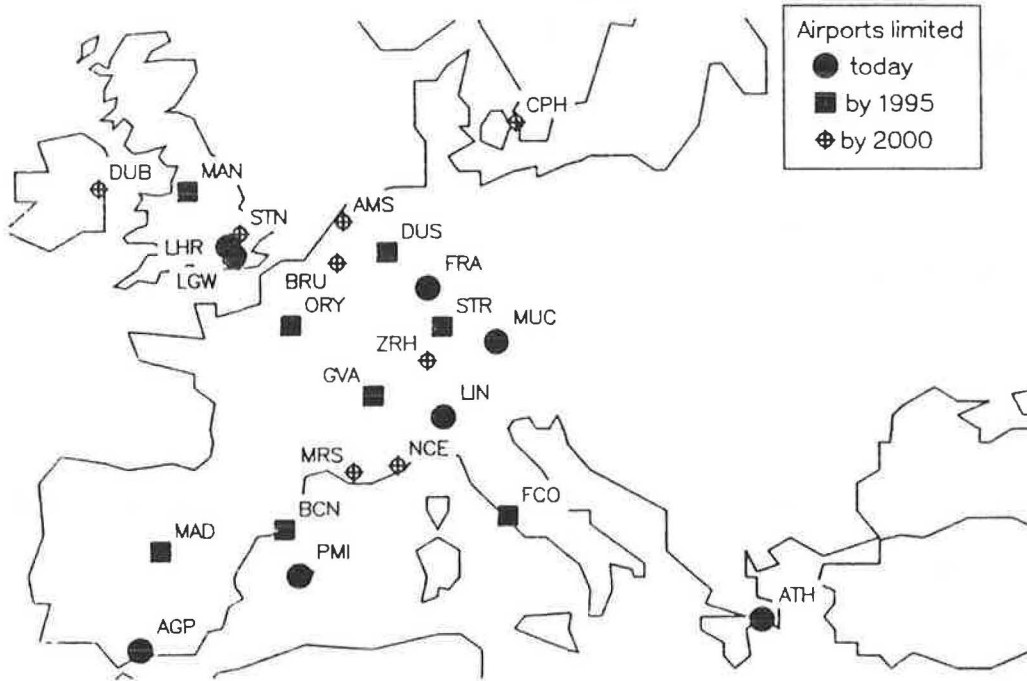 Airports limited
today
by 1995
by 2000
CPH
DUB
MAN
STN
AMS
LHR
DUS
LGW
BRU
FRA
ORY
STR
MUC
ZRH
GVA
LIN
MRS
NCE
BCN
FCO
MAD
PMI
ATH
AGP